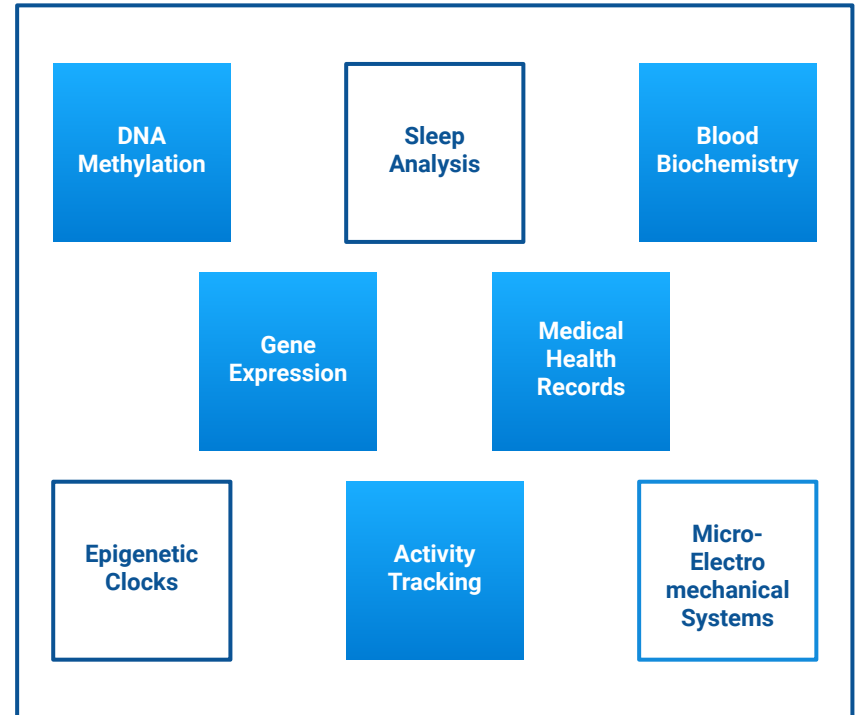 DNA
Methylation
Sleep
Analysis
Blood
Biochemistry
Gene
Expression
Medical
Health
Records
Epigenetic
Clocks
Activity
Tracking
Micro-
Electro
mechanical
Systems